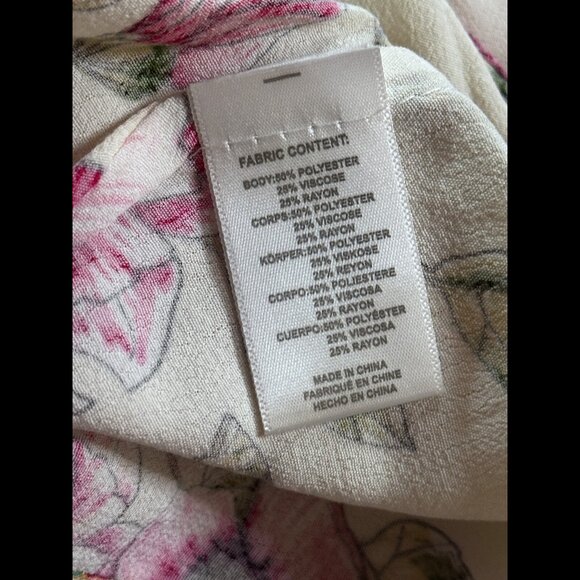 FABRIC CONTENT:
BODY:50% POLYESTER
25% VISCOSE
25% RAYON
CORPS:50% POLYESTER
25% VISCOSE
25% RAYON
KÖRPER:50% POLYESTER
25% VISKOSE
25% REYON
CORPO:50% POLIESTERE
25% VISCOSA
25% RAYON
CUERPO:50% POLYÉSTER
25% VISCOSA
25% RAYON
MADE IN CHINA
FABRIQUÉ EN CHINE
HECHO EN CHINA